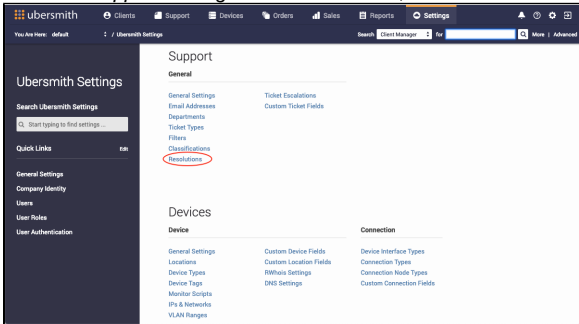 ubersmith Clients Support Devices Orders Sales Reports Settings
You Are Here: default / Ubersmith Settings Search Client Manager for More | Advanced
Ubersmith Settings
Search Ubersmith Settings
Start typing to find settings ...
Quick Links Edit
General Settings
Company Identity
Users
User Roles
User Authentication
Support
General
General Settings Ticket Escalations
Email Addresses Custom Ticket Fields
Departments
Ticket Types
Filters
Classifications
Resolutions
Devices
Device Connection
General Settings Custom Device Fields Device Interface Types
Locations Custom Location Fields Connection Types
Device Types RWhois Settings Connection Node Types
Device Tags DNS Settings Custom Connection Fields
Monitor Scripts
IPs & Networks
VLAN Ranges